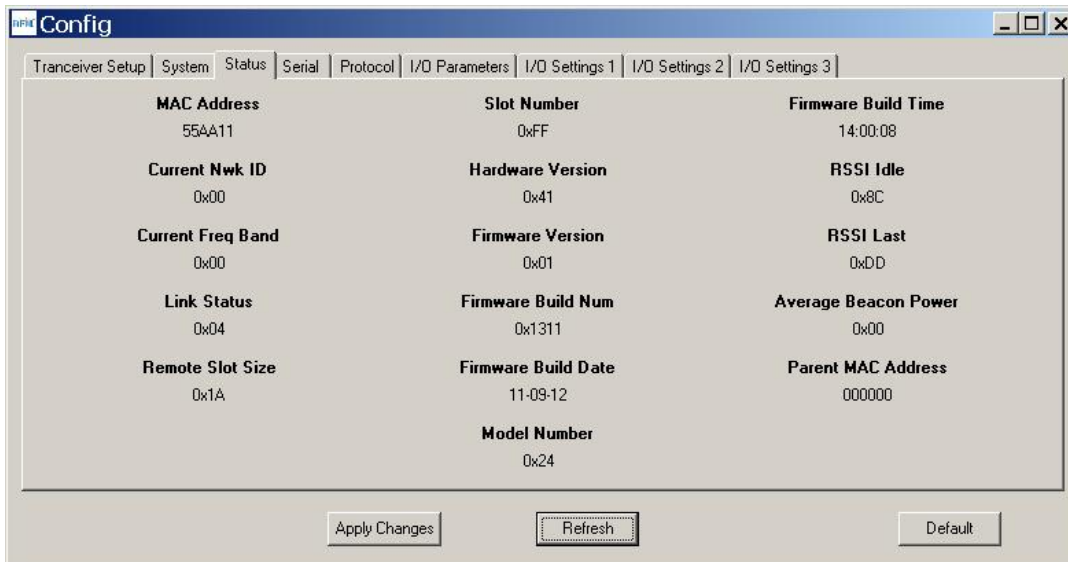 RFM Config
Tranceiver Setup System Status Serial Protocol I/O Parameters I/O Settings 1 I/O Settings 2 I/O Settings 3
MAC Address Slot Number Firmware Build Time
55AA11 0xFF 14:00:08
Current Nwk ID Hardware Version RSSI Idle
0x00 0x41 0x8C
Current Freq Band Firmware Version RSSI Last
0x00 0x01 0xDD
Link Status Firmware Build Num Average Beacon Power
0x04 0x1311 0x00
Remote Slot Size Firmware Build Date Parent MAC Address
0x1A 11-09-12 000000
Model Number
0x24
Apply Changes Refresh Default